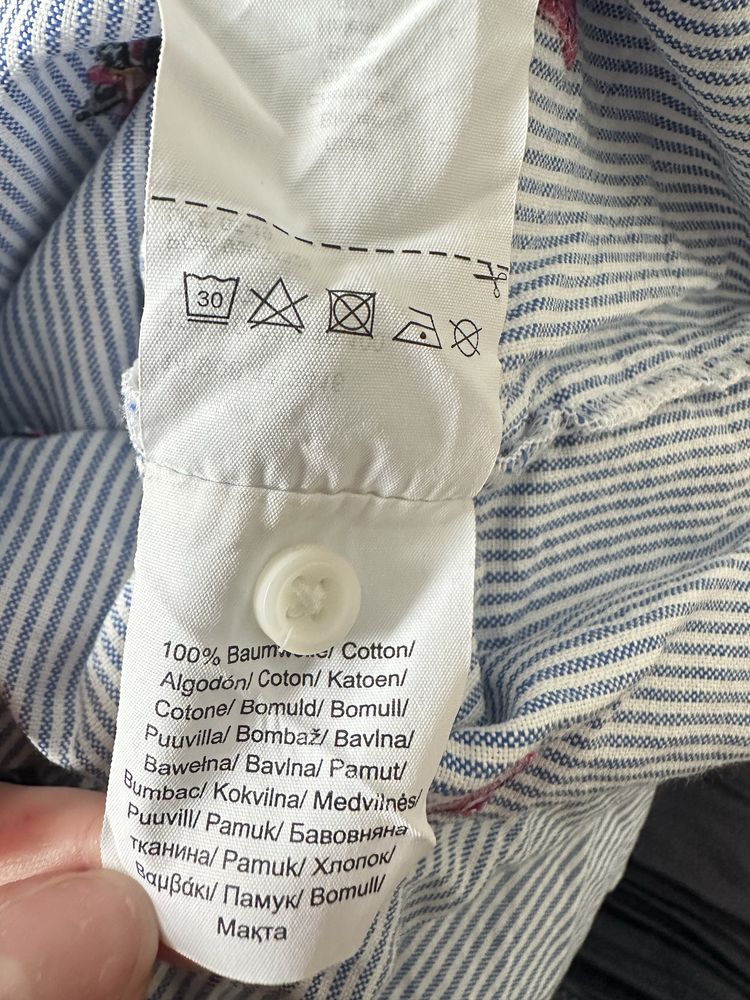 30
100% Cotton/
Algodón/ Coton/ Katoen/
Cotone/ Bomuld/ Bomull/
Puuvilla/ Bombaž/ Bavlna/
Bawełna/ Bavlna/ Pamut/
Bumbac/ Kokvilna/ Medvilnės/
Puuvill/ Pamuk/ Бавовняна
тканина/ Pamuk/ Хлопок/
Βαμβάκι/ Памук/ Bomull/
Мақта